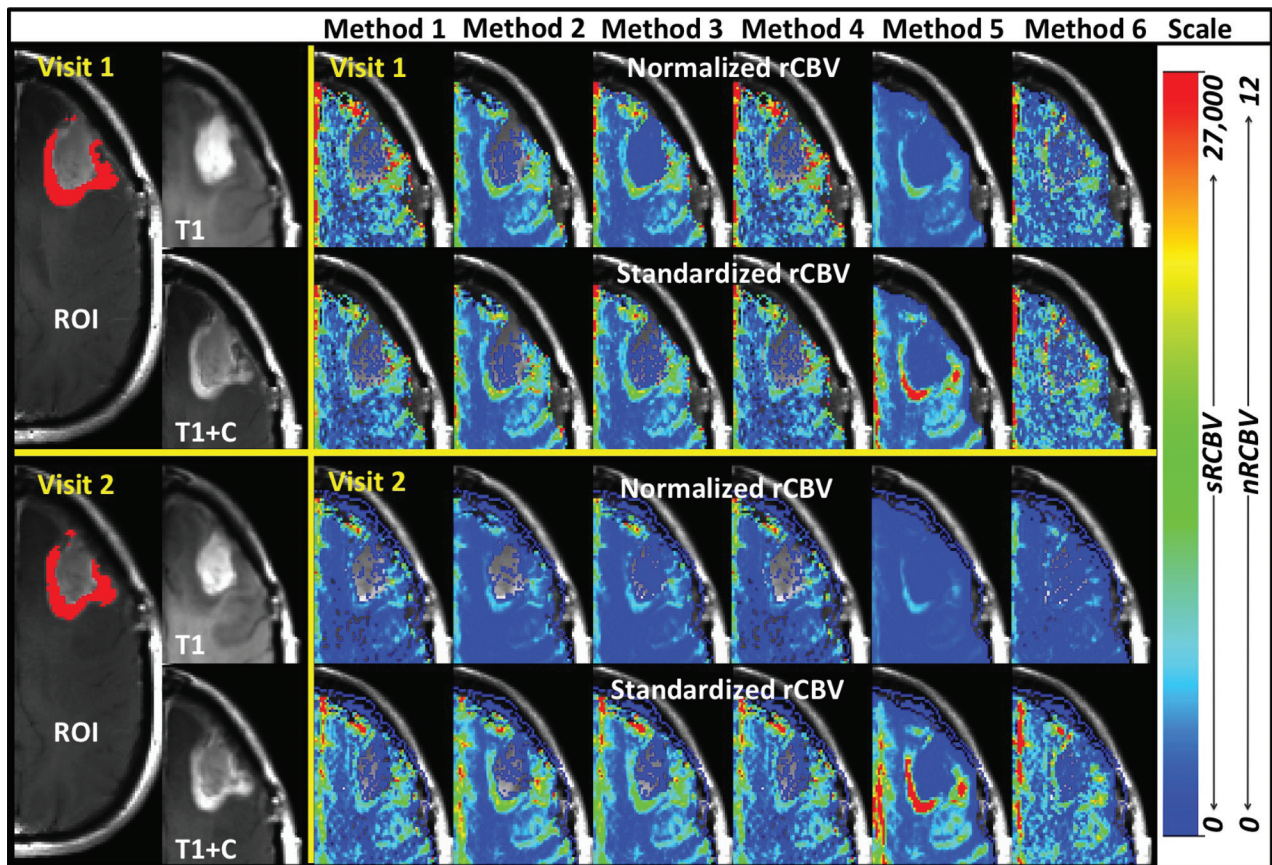 Method 1 Method 2 Method 3 Method 4 Method 5 Method 6 Scale
Visit 1
T1
ROI
T1+C
Visit 1
Normalized rCBV
Standardized rCBV
Visit 2
T1
ROI
T1+C
Visit 2
Normalized rCBV
Standardized rCBV
27,000
sRCBV
0
12
nRCBV
0